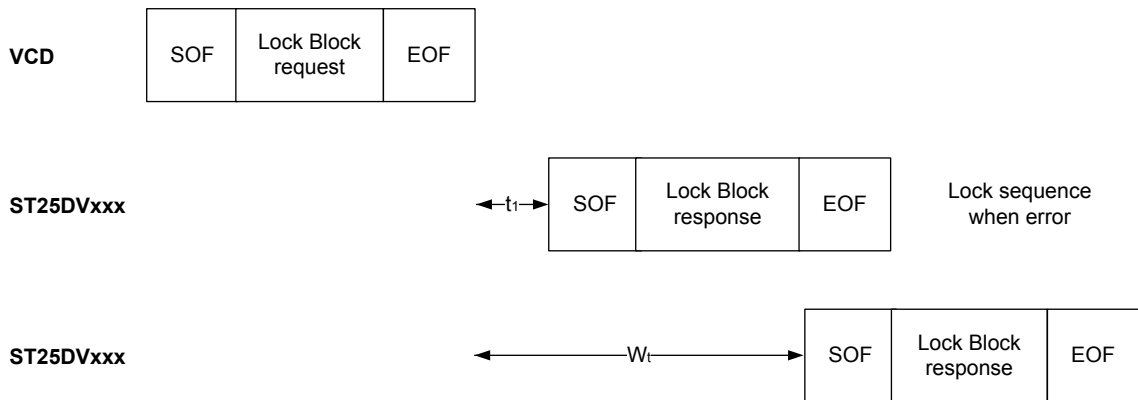 VCD
SOF
Lock Block
request
EOF
ST25DVxxx
t1
SOF
Lock Block
response
EOF
Lock sequence
when error
ST25DVxxx
Wt
SOF
Lock Block
response
EOF